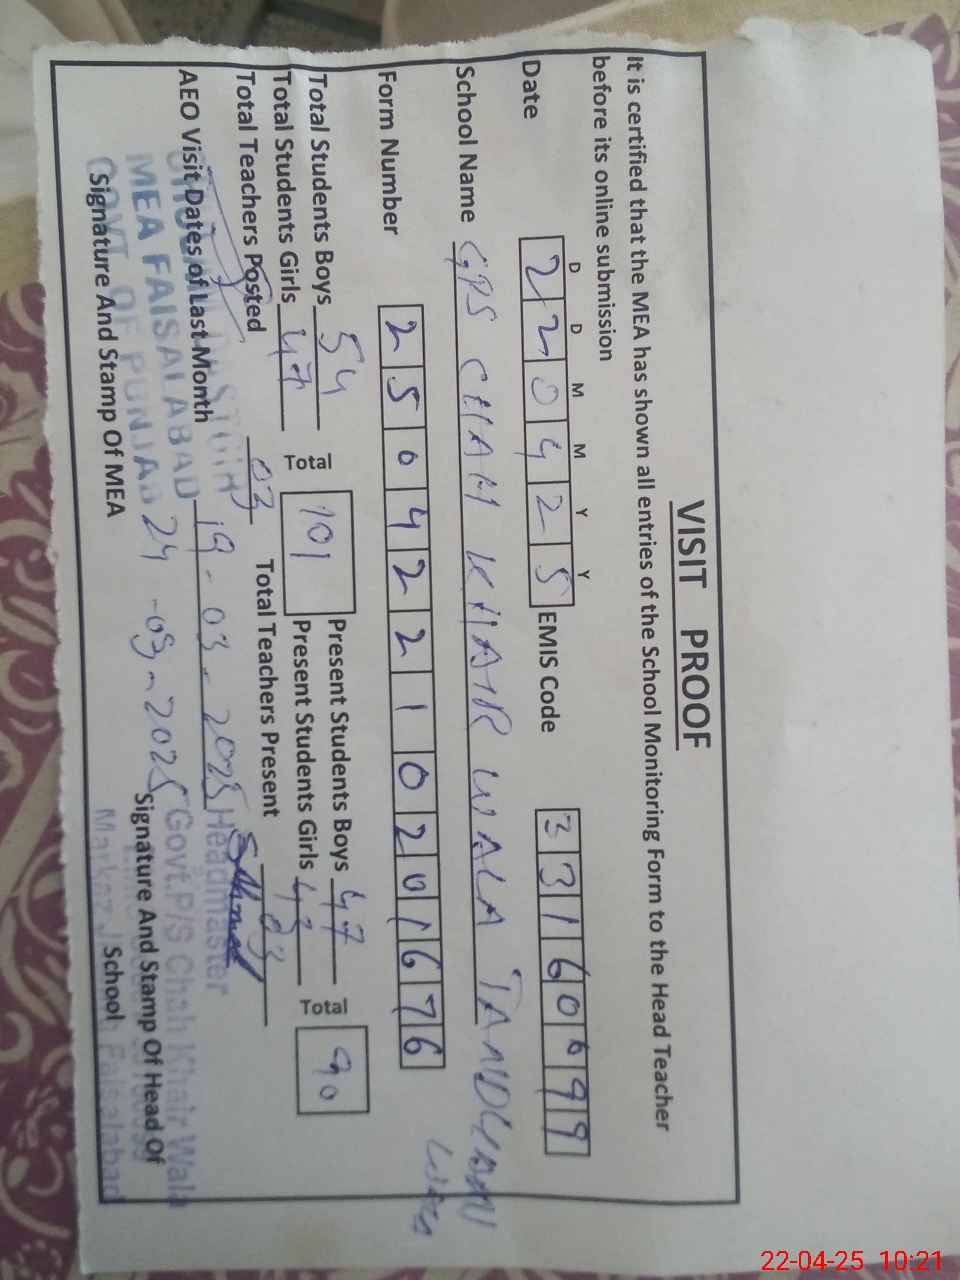 VISIT PROOF
It is certified that the MEA has shown all entries of the School Monitoring Form to the Head Teacher
before its online submission
D D M M Y Y
Date 2 2 0 4 2 5 EMIS Code 3 3 1 6 0 0 9 9
School Name GPS CHAH KHAIR WALA TANDLIAN
Wala
Form Number 2 5 0 4 2 2 1 0 2 0 1 6 7 6
Total Students Boys 54 Total 101 Present Students Boys 47 Total 90
Total Students Girls 47 Present Students Girls 43
Total Teachers Posted 03 Total Teachers Present 03
AEO Visit Dates of Last Month 19-03-2025 Headmaster
MEA FAISALABAD 24-03-2025 Govt.P/S Chah Khair Wala
GOVT OF PUNJAB
Signature And Stamp Of MEA Signature And Stamp Of Head Of
School
Markaz Faisalabad
22-04-25 10:21